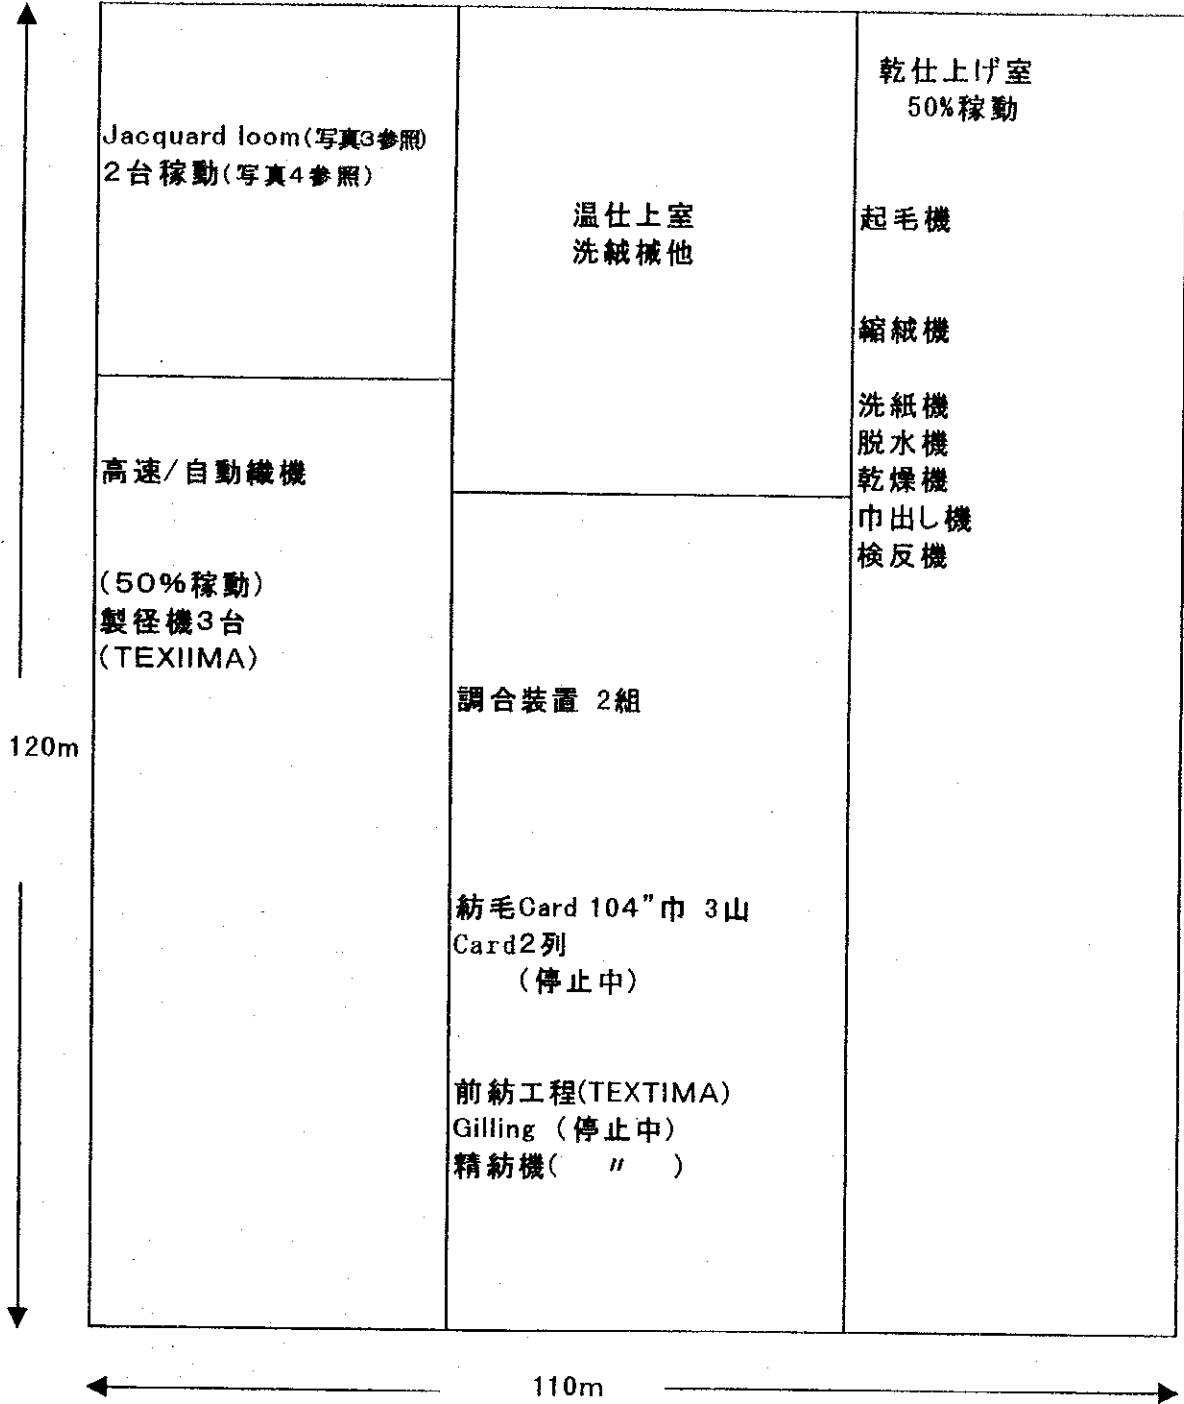 Jacquard loom(写真3参照)
2台稼動(写真4参照)
高速/自動織機
(50%稼動)
製径機3台
(TEXIIMA)
温仕上室
洗絨械他
調合装置 2組
紡毛Card 104”巾 3山
Card2列
(停止中)
前紡工程(TEXTIMA)
Gilling (停止中)
精紡機( 〃 )
乾仕上げ室
50%稼動
起毛機
縮絨機
洗紙機
脱水機
乾燥機
巾出し機
検反機
120m
110m